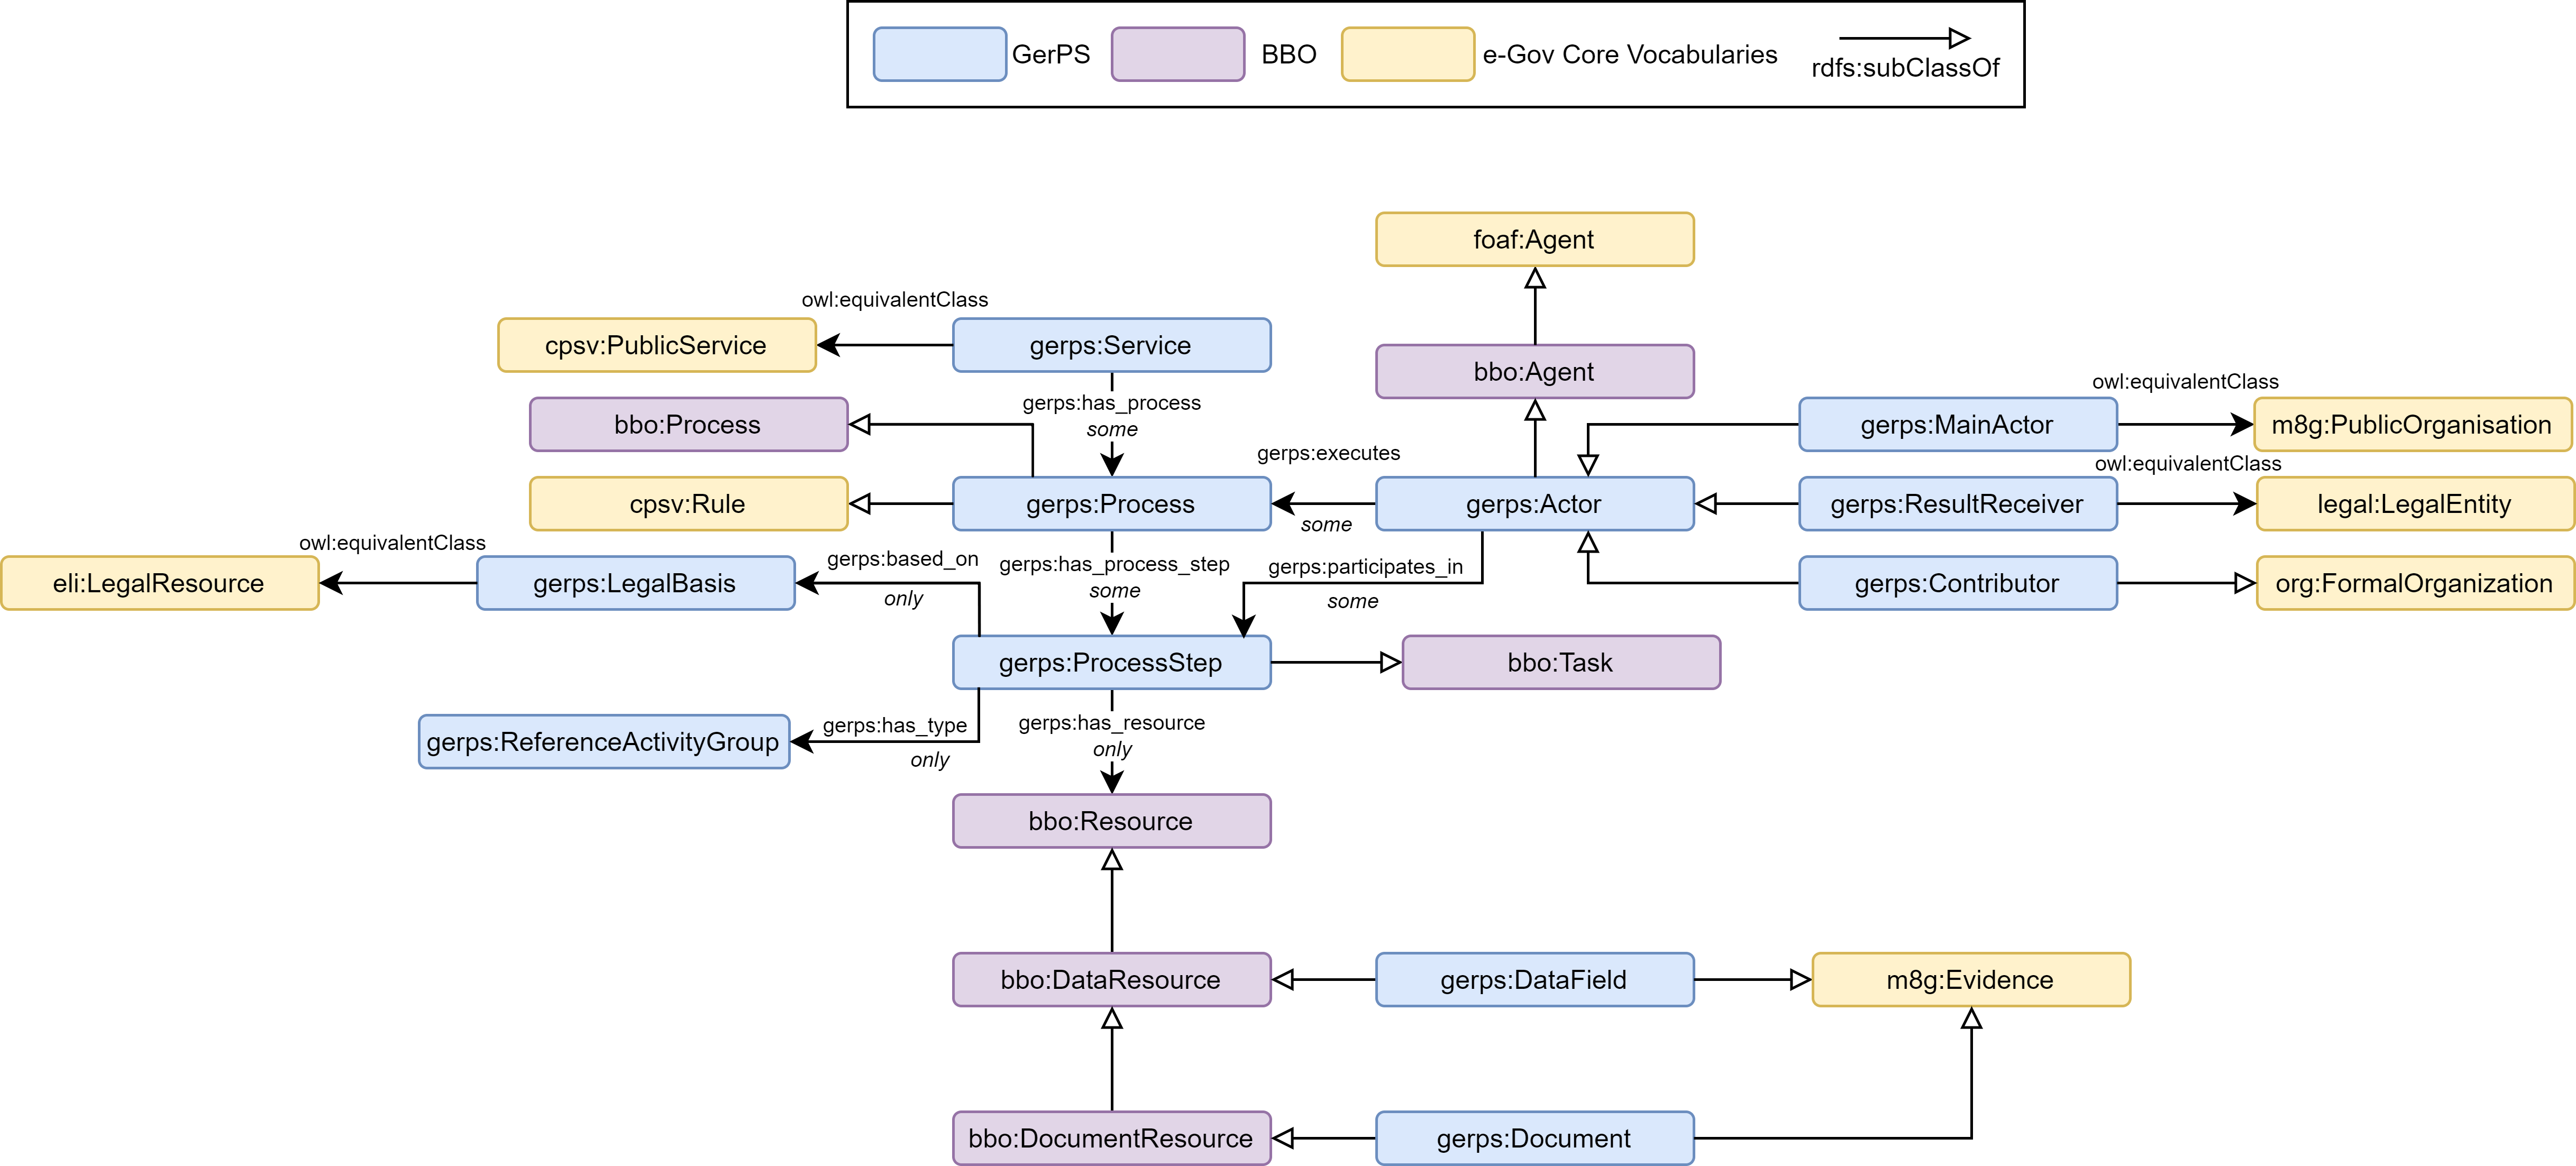 GerPS
BBO
e-Gov Core Vocabularies
rdfs:subClassOf
foaf:Agent
owl:equivalentClass
cpsv:PublicService
gerps:Service
bbo:Agent
owl:equivalentClass
bbo:Process
gerps:has_process
some
gerps:MainActor
m8g:PublicOrganisation
gerps:executes
owl:equivalentClass
cpsv:Rule
gerps:Process
some
gerps:Actor
gerps:ResultReceiver
legal:LegalEntity
owl:equivalentClass
gerps:based_on
gerps:has_process_step
some
gerps:participates_in
eli:LegalResource
gerps:LegalBasis
only
some
gerps:Contributor
org:FormalOrganization
gerps:ProcessStep
bbo:Task
gerps:ReferenceActivityGroup
gerps:has_type
only
gerps:has_resource
only
bbo:Resource
bbo:DataResource
gerps:DataField
m8g:Evidence
bbo:DocumentResource
gerps:Document